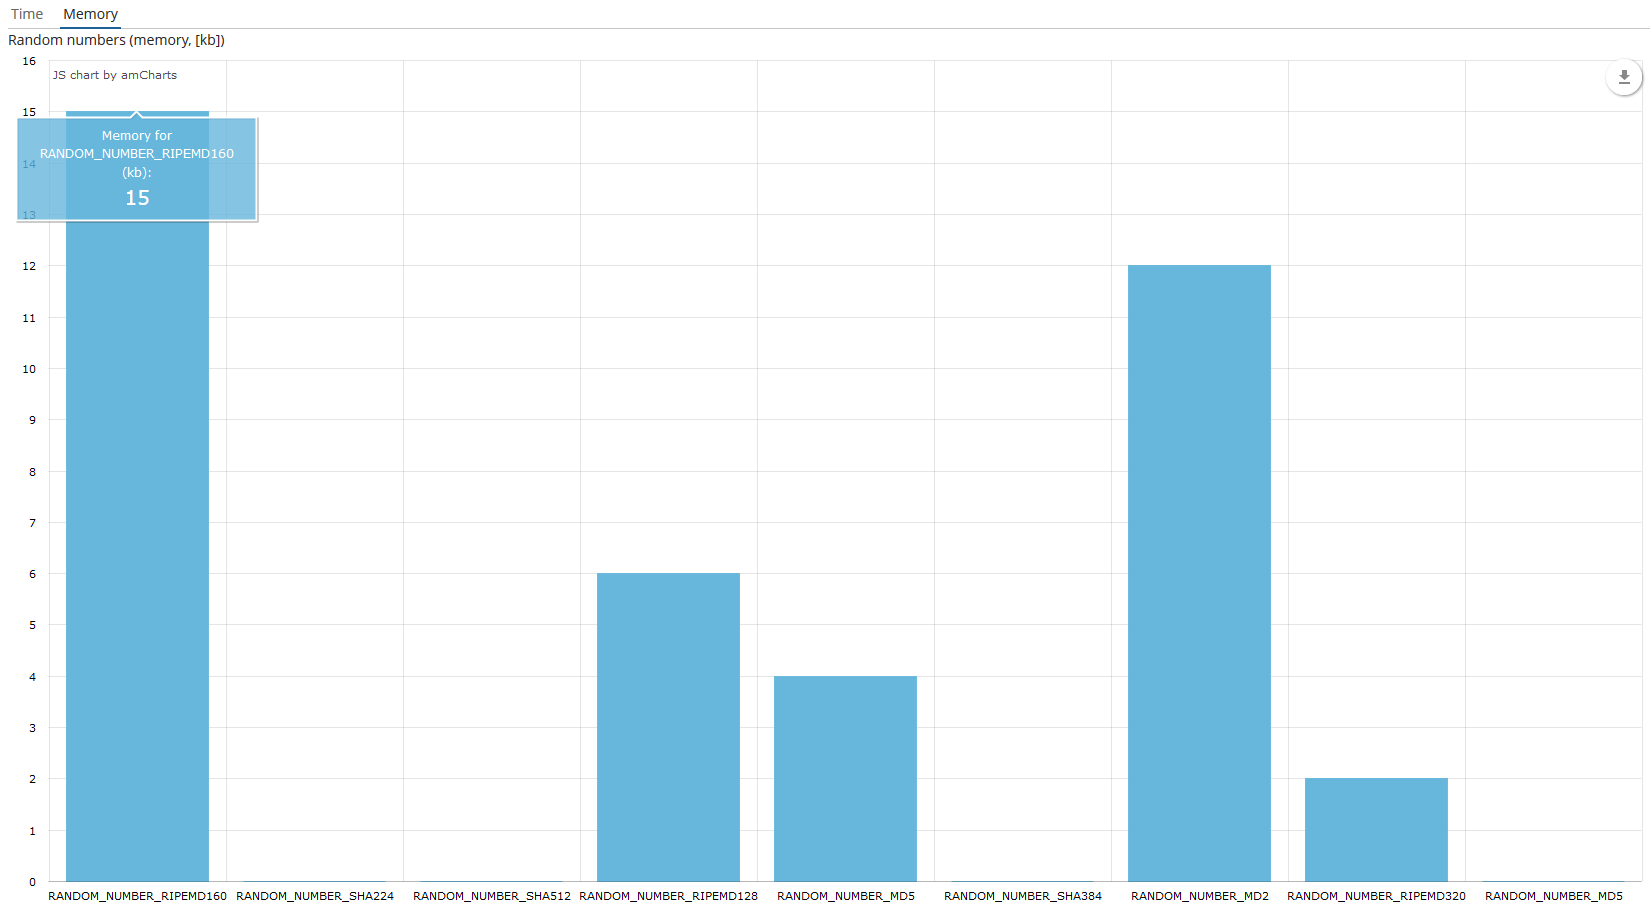 Time Memory
Random numbers (memory, [kb])
16
JS chart by amCharts
15
Memory for
RANDOM_NUMBER_RIPEMD160
(kb):
15
14
13
12
11
10
9
8
7
6
5
4
3
2
1
0
RANDOM_NUMBER_RIPEMD160 RANDOM_NUMBER_SHA224 RANDOM_NUMBER_SHA512 RANDOM_NUMBER_RIPEMD128 RANDOM_NUMBER_MD5 RANDOM_NUMBER_SHA384 RANDOM_NUMBER_MD2 RANDOM_NUMBER_RIPEMD320 RANDOM_NUMBER_MD5